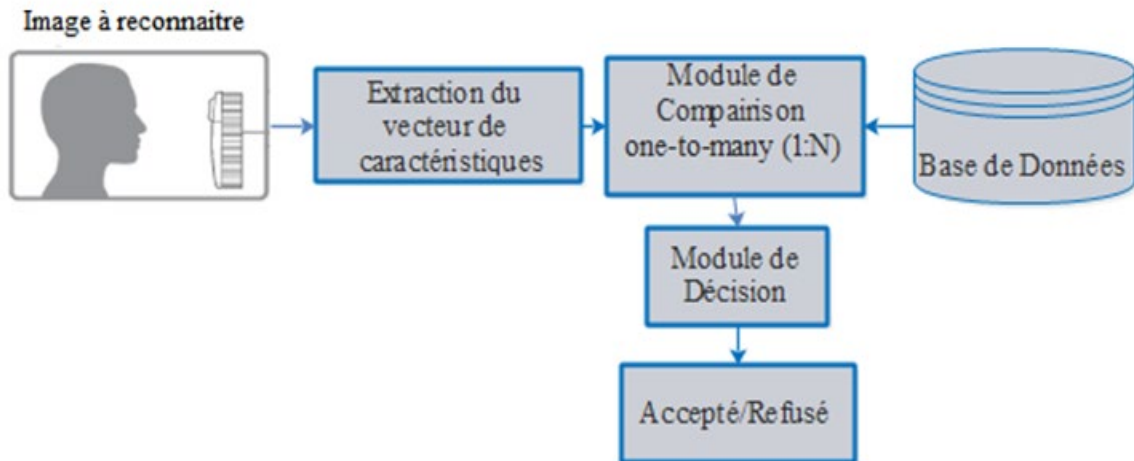 Image à reconnaitre
Extraction du
vecteur de
caractéristiques
Module de
Compairison
one-to-many (1:N)
Base de Données
Module de
Décision
Accepté/Refusé